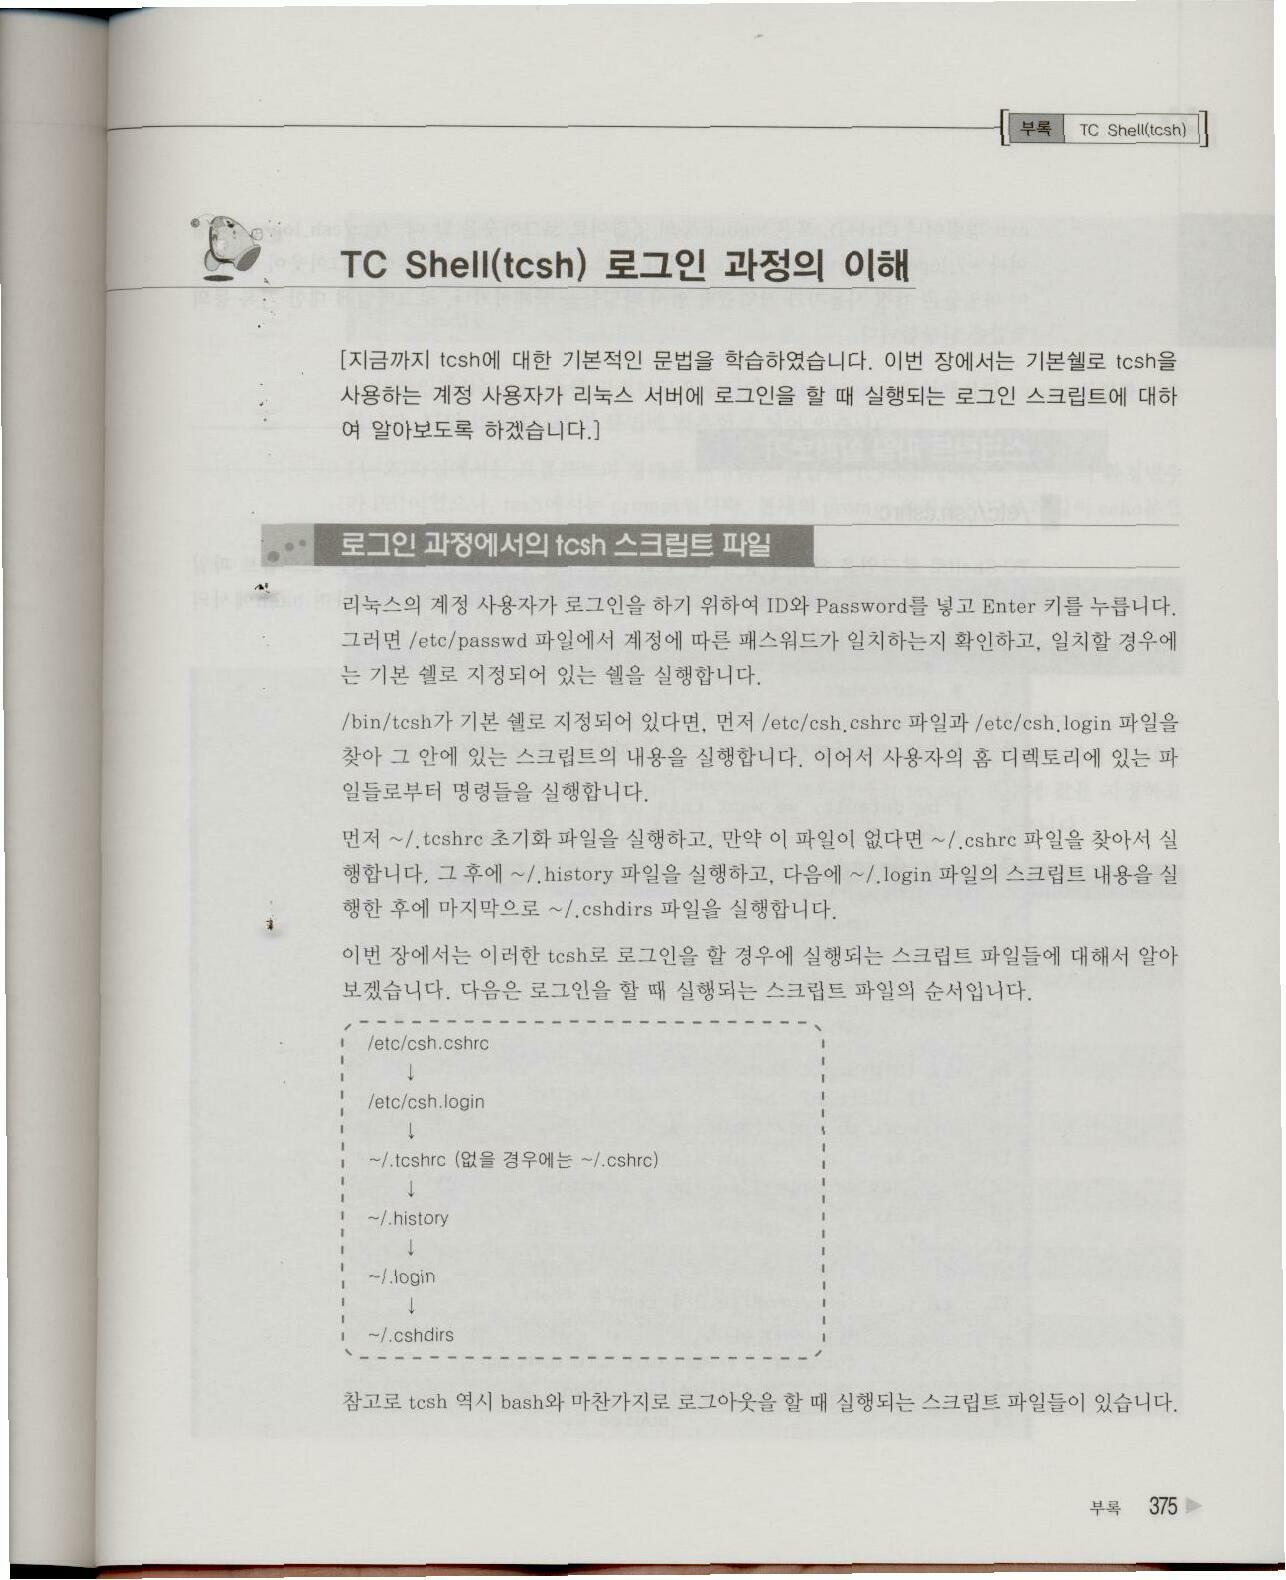 부록 TC Shell(tcsh)
TC Shell(tcsh) 로그인 과정의 이해
[지금까지 tcsh에 대한 기본적인 문법을 학습하였습니다. 이번 장에서는 기본쉘로 tcsh을
사용하는 계정 사용자가 리눅스 서버에 로그인을 할 때 실행되는 로그인 스크립트에 대하
여 알아보도록 하겠습니다.]
로그인 과정에서의 tcsh 스크립트 파일
리눅스의 계정 사용자가 로그인을 하기 위하여 ID와 Password를 넣고 Enter 키를 누릅니다.
그러면 /etc/passwd 파일에서 계정에 따른 패스워드가 일치하는지 확인하고, 일치할 경우에
는 기본 쉘로 지정되어 있는 쉘을 실행합니다.
/bin/tcsh가 기본 쉘로 지정되어 있다면, 먼저 /etc/csh.cshrc 파일과 /etc/csh.login 파일을
찾아 그 안에 있는 스크립트의 내용을 실행합니다. 이어서 사용자의 홈 디렉토리에 있는 파
일들로부터 명령들을 실행합니다.
먼저 ~/.tcshrc 초기화 파일을 실행하고, 만약 이 파일이 없다면 ~/.cshrc 파일을 찾아서 실
행합니다. 그 후에 ~/.history 파일을 실행하고, 다음에 ~/.login 파일의 스크립트 내용을 실
행한 후에 마지막으로 ~/.cshdirs 파일을 실행합니다.
이번 장에서는 이러한 tcsh로 로그인을 할 경우에 실행되는 스크립트 파일들에 대해서 알아
보겠습니다. 다음은 로그인을 할 때 실행되는 스크립트 파일의 순서입니다.
/etc/csh.cshrc
↓
/etc/csh.login
↓
~/.tcshrc (없을 경우에는 ~/.cshrc)
↓
~/.history
↓
~/.login
↓
~/.cshdirs
참고로 tcsh 역시 bash와 마찬가지로 로그아웃을 할 때 실행되는 스크립트 파일들이 있습니다.
부록 375